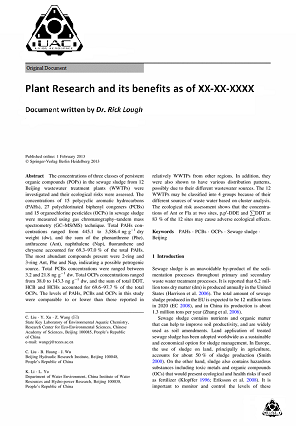 IJAC
Original Document
Plant Research and its benefits as of XX-XX-XXXX
Document written by Dr. Rick Lough
Published online: 1 February 2013
© Springer-Verlag Berlin Heidelberg 2013
Abstract The concentrations of three classes of persistent
organic compounds (POPs) in the sewage sludge from 12
Beijing wastewater treatment plants (WWTPs) were
investigated and their ecological risks were assessed. The
concentrations of 15 polycyclic aromatic hydrocarbons
(PAHs), 27 polychlorinated biphenyl congeners (PCBs)
and 15 organochlorine pesticides (OCPs) in sewage sludge
were measured using gas chromatography–tandem mass
spectrometry (GC–MS/MS) technique. Total PAHs con-
centrations ranged from
dry weight (dw), and the sum of the phenanthrene (Phe),
anthracene (Ant), naphthalene (Nap), fluoranthene and
chrysene accounted for 69.3–97.0 % of the total PAHs.
The most abundant compounds present were 2-ring and
3-ring Ant, Phe and Nap, indicating a possible petrogenic
source. Total PCBs concentrations were ranged between
3.2 and 21.8 ng g⁻¹ dw. Total OCPs concentrations ranged
from 38.0 to 143.3 ng g⁻¹ dw, and the sum of total DDT,
HCB and HCHs accounted for 69.6–97.7 % of the total
OCPs. The levels of PAHs, PCBs and OCPs in this study
were comparable to or lower than those reported in
C. Liu · Y. Xu · Z. Wang
State Key Laboratory of Environmental Aquatic Chemistry,
Research Center for Eco-Environmental Sciences, Chinese
Academy of Sciences, Beijing 100085, People's Republic
of China
e-mail:
C. Liu · R. Huang · J. Wu
Beijing Hydraulic Research Institute, Beijing 100048,
People's Republic of China
K. Li · L. Yu
Department of Water Environment, China Institute of Water
Resources and Hydropower Research, Beijing 100038,
People's Republic of China
relatively WWTPs from other regions. In addition, they
were also shown to have various distribution patterns,
possibly due to their different wastewater sources. The 12
WWTPs may be classified into 4 groups because of their
different sources of waste water based on cluster analysis.
The ecological risk assessment shows that the concentra-
tions of Ant or Fla at two sites, p,p′-DDE and ∑DDT at
83 % of the 12 sites may cause adverse ecological effects.
Keywords PAHs · PCBs · OCPs · Sewage sludge ·
Beijing
1 Introduction
Sewage sludge is an unavoidable by-product of the sedi-
mentation processes throughout primary and secondary
waste water treatment processes. It is reported that 6.2 mil-
lion tons dry matter (dm) is produced annually in the United
States (Harrison et al. 2006). The total amount of sewage
sludge produced in the EU is expected to be 12 million tons
in 2020 (EC 2008), and in China its production is about
1.3 million tons per year (Zhang et al. 2006).
Sewage sludge contains nutrients and organic matter
that can help to improve soil productivity, and are widely
used as soil amendments. Land application of treated
sewage sludge has been adopted worldwide as a sustainable
and economical option for sludge management. In Europe,
the use of sludge on land, principally in agriculture,
accounts for about 50 % of sludge production (Smith
2000). On the other hand, sludge also contains hazardous
substances including toxic metals and organic compounds
(OCs) that would present ecological and health risks if used
as fertilizer (Klöpffer 1996; Eriksson et al. 2008). It is
important to monitor and control the levels of these